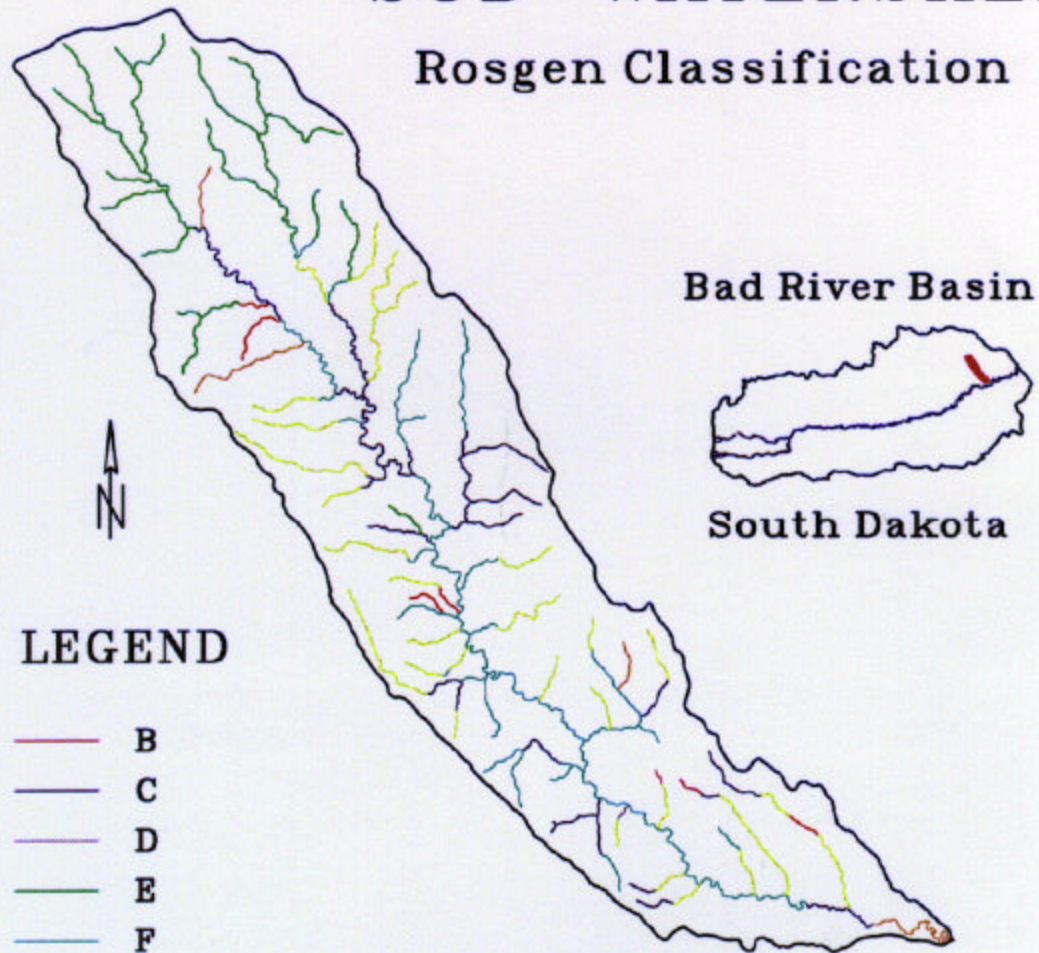 Rosgen Classification
Bad River Basin
South Dakota
N
LEGEND
B
C
D
E
F